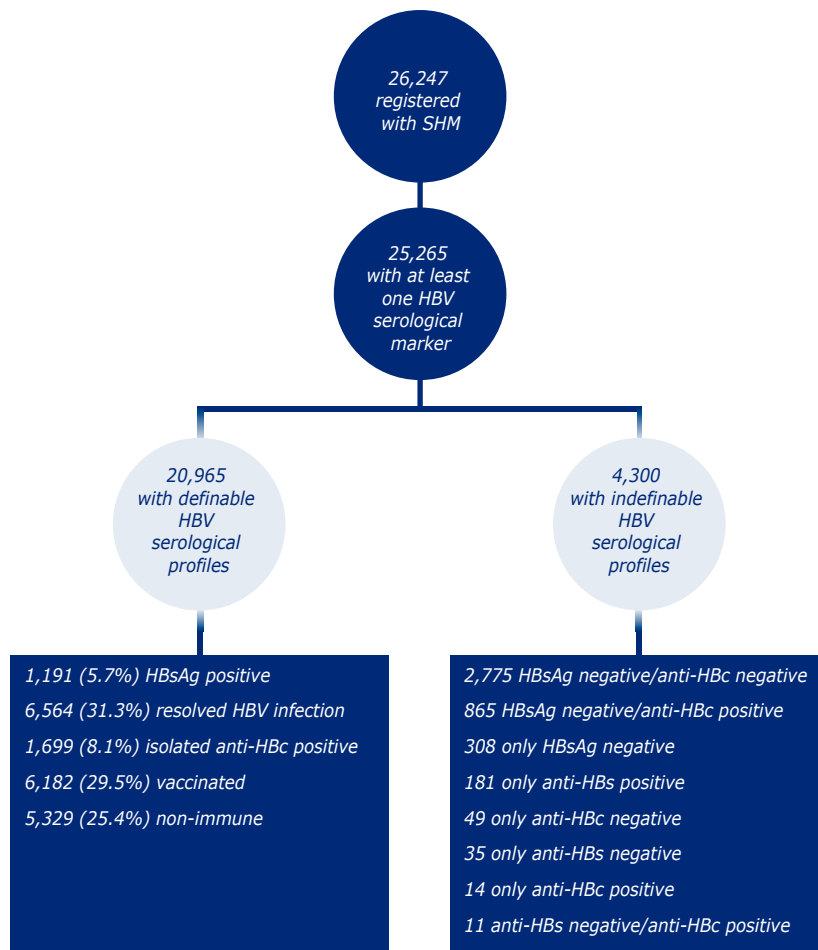 26,247
registered
with SHM
25,265
with at least
one HBV
serological
marker
20,965
with definable
HBV
serological
profiles
4,300
with indefinable
HBV
serological
profiles
1,191 (5.7%) HBsAg positive
6,564 (31.3%) resolved HBV infection
1,699 (8.1%) isolated anti-HBc positive
6,182 (29.5%) vaccinated
5,329 (25.4%) non-immune
2,775 HBsAg negative/anti-HBc negative
865 HBsAg negative/anti-HBc positive
308 only HBsAg negative
181 only anti-HBs positive
49 only anti-HBc negative
35 only anti-HBs negative
14 only anti-HBc positive
11 anti-HBs negative/anti-HBc positive